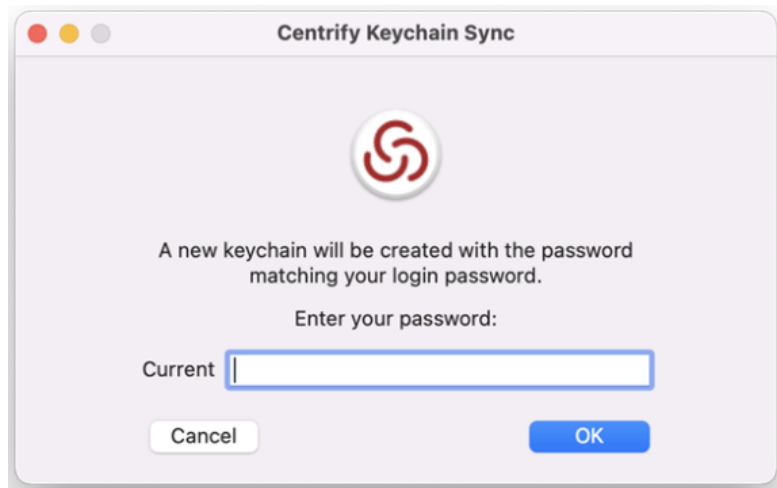 Centrify Keychain Sync
A new keychain will be created with the password
matching your login password.
Enter your password:
Current
Cancel
OK